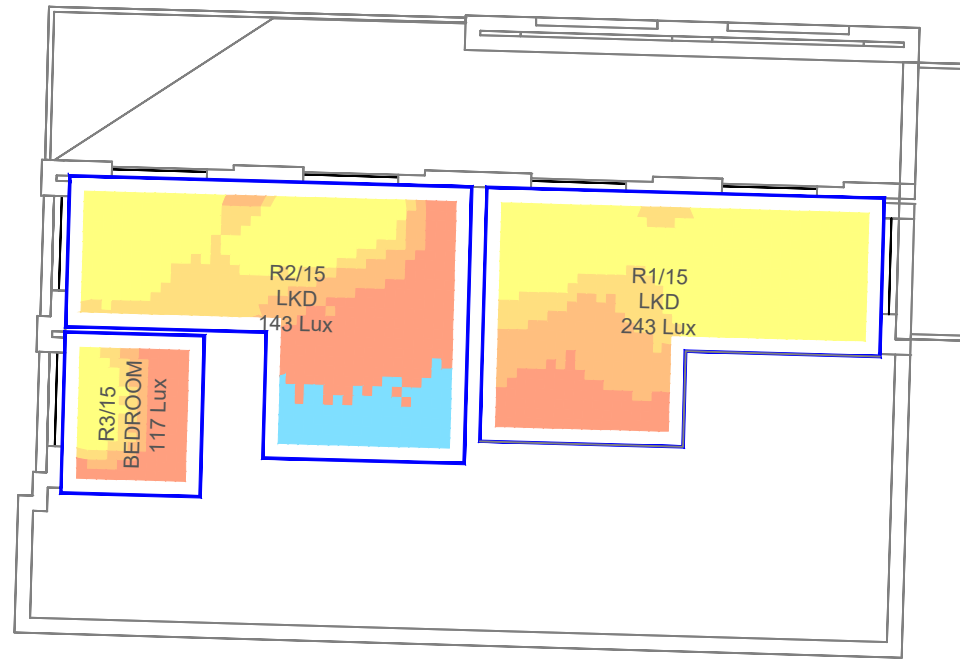 R2/15
LKD
143 Lux
R1/15
LKD
243 Lux
R3/15
BEDROOM
117 Lux